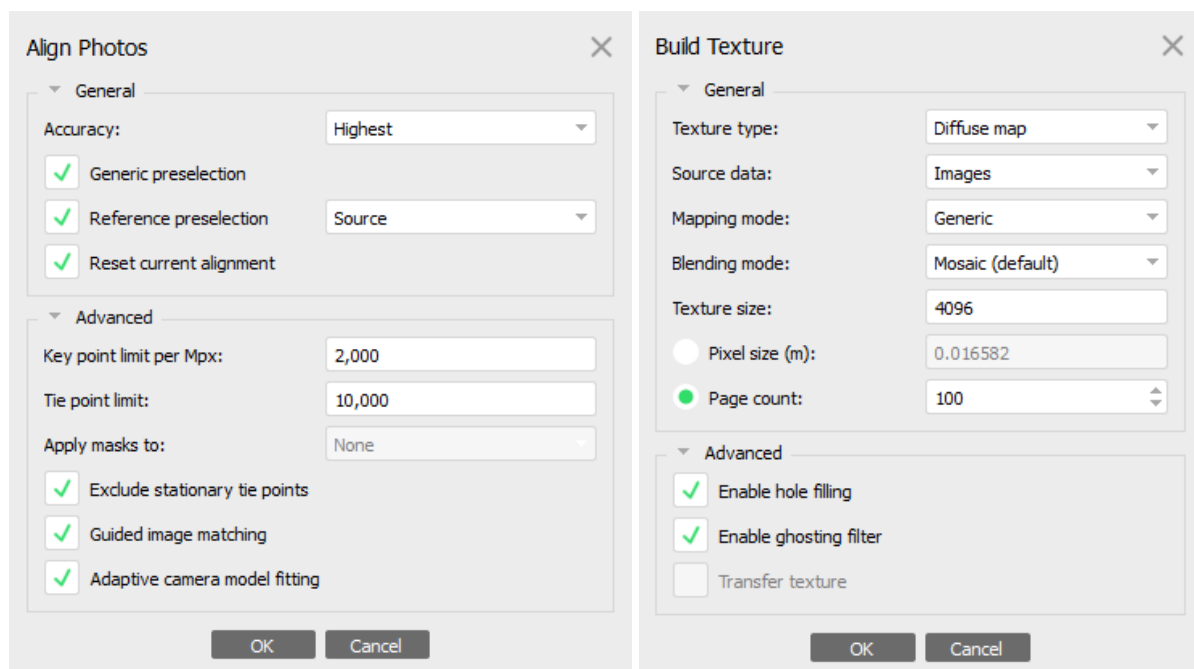 Align Photos
General
Accuracy: Highest
Generic preselection
Reference preselection Source
Reset current alignment
Advanced
Key point limit per Mpx: 2,000
Tie point limit: 10,000
Apply masks to: None
Exclude stationary tie points
Guided image matching
Adaptive camera model fitting
OK Cancel
Build Texture
General
Texture type: Diffuse map
Source data: Images
Mapping mode: Generic
Blending mode: Mosaic (default)
Texture size: 4096
Pixel size (m): 0.016582
Page count: 100
Advanced
Enable hole filling
Enable ghosting filter
Transfer texture
OK Cancel